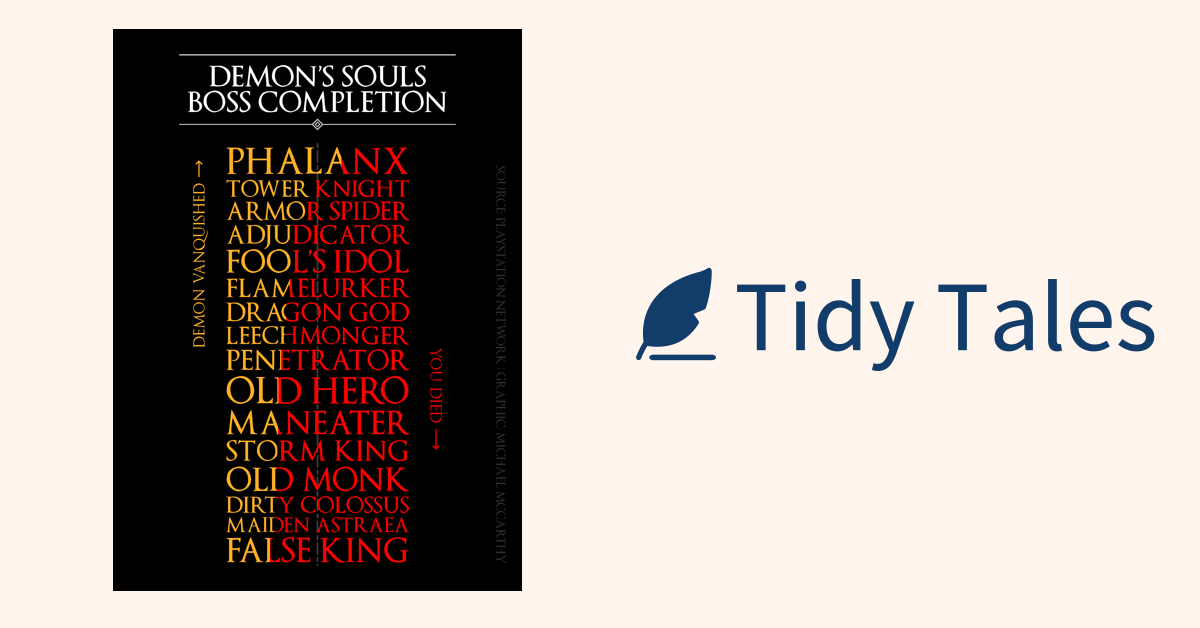 DEMON'S SOULS
BOSS COMPLETION
DEMON VANQUISHED →
PHALANX
TOWER KNIGHT
ARMOR SPIDER
ADJUDICATOR
FOOL'S IDOL
FLAMELURKER
DRAGON GOD
LEECHMONGER
PENETRATOR
OLD HERO
MANEATER
STORM KING
OLD MONK
DIRTY COLOSSUS
MAIDEN ASTRAEA
FALSE KING
YOU DIED →
SOURCE: PLAYSTATION NETWORK | GRAPHIC: MICHAEL MCCARTHY
Tidy Tales